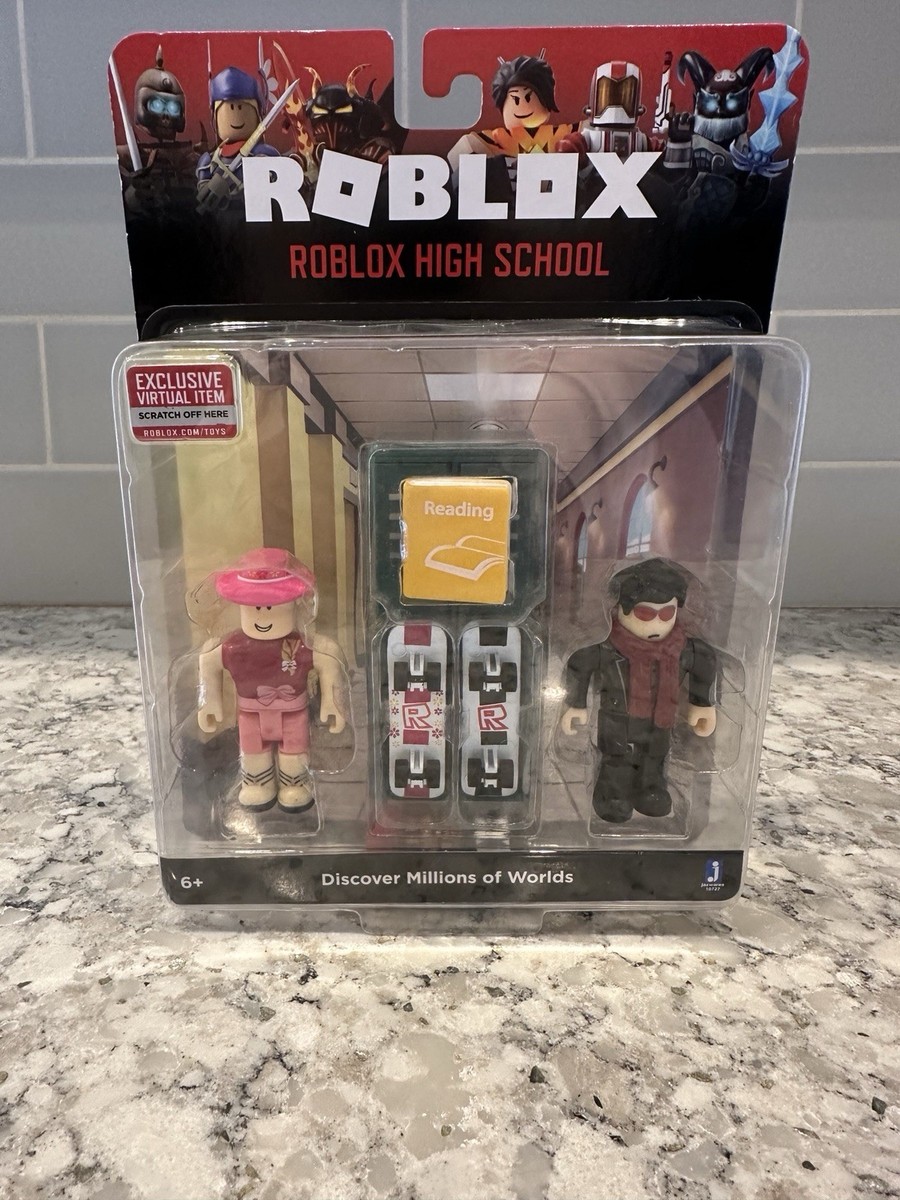 ROBLOX
ROBLOX HIGH SCHOOL
EXCLUSIVE
VIRTUAL ITEM
SCRATCH OFF HERE
ROBLOX.COM/TOYS
Reading
R
R
6+
Discover Millions of Worlds
j
Jazwares
10727